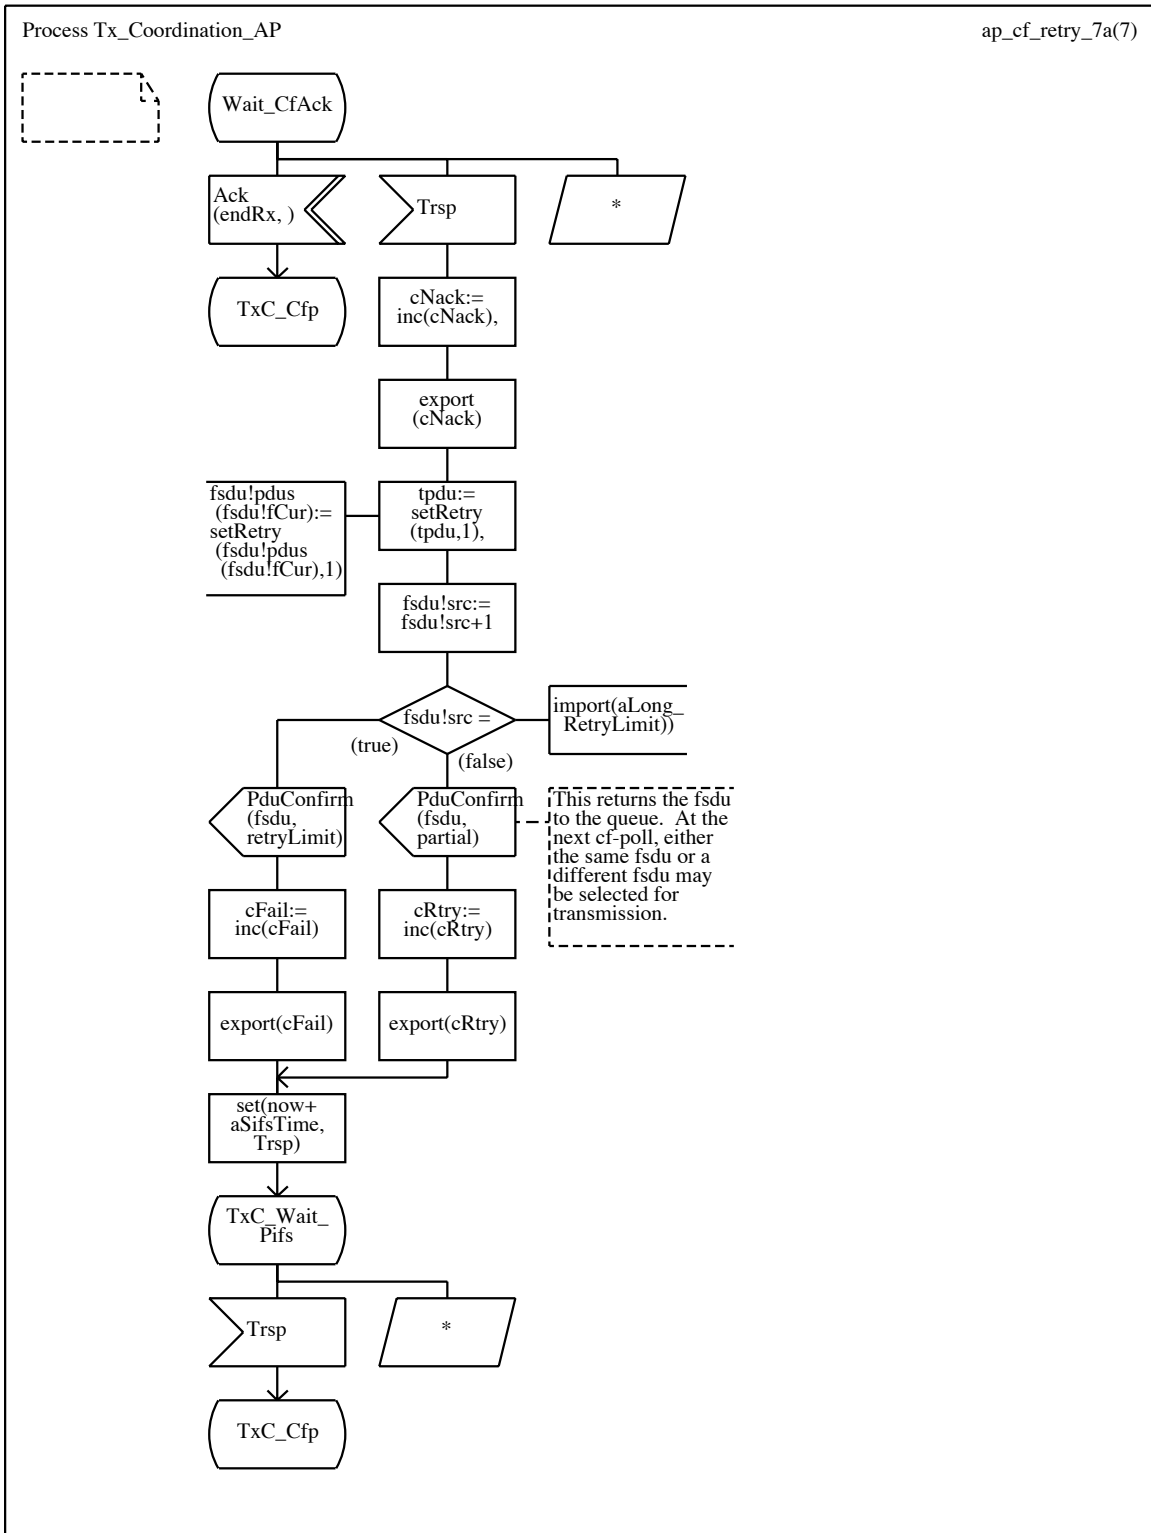 Process Tx_Coordination_AP
ap_cf_retry_7a(7)
Wait_CfAck
Ack
(endRx, )
Trsp
*
TxC_Cfp
cNack:=
inc(cNack),
export
(cNack)
fsdu!pdus
(fsdu!fCur):=
setRetry
(fsdu!pdus
(fsdu!fCur),1)
tpdu:=
setRetry
(tpdu,1),
fsdu!src:=
fsdu!src+1
fsdu!src =
import(aLong_
RetryLimit))
(true)
(false)
PduConfirm
(fsdu,
retryLimit)
PduConfirm
(fsdu,
partial)
This returns the fsdu
to the queue.  At the
next cf-poll, either
the same fsdu or a
different fsdu may
be selected for
transmission.
cFail:=
inc(cFail)
cRtry:=
inc(cRtry)
export(cFail)
export(cRtry)
set(now+
aSifsTime,
Trsp)
TxC_Wait_
Pifs
Trsp
*
TxC_Cfp